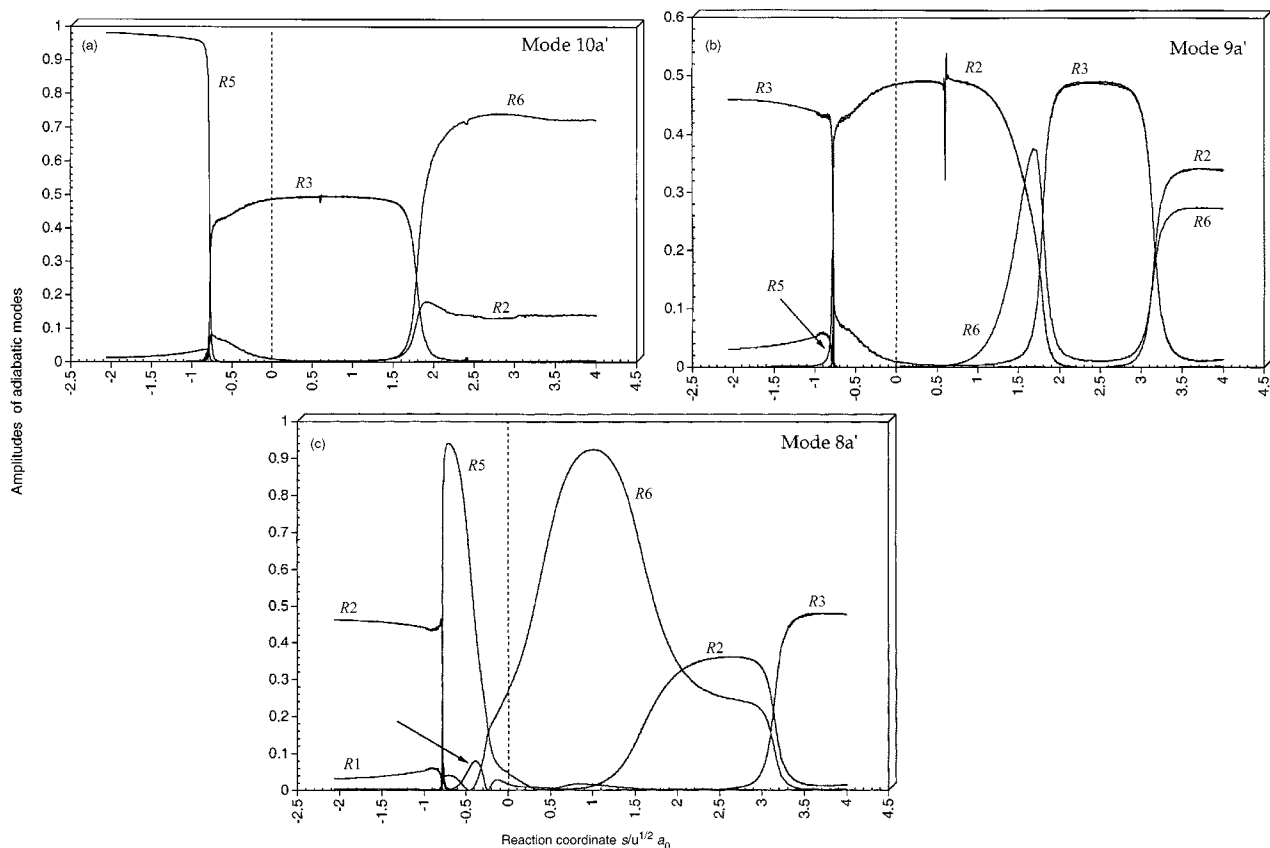 (a)
Mode 10a'
R5
R3
R6
R2
1
0.9
0.8
0.7
0.6
0.5
0.4
0.3
0.2
0.1
0
-2.5
-2
-1.5
-1
-0.5
0
0.5
1
1.5
2
2.5
3
3.5
4
4.5
(b)
Mode 9a'
R3
R2
R3
R2
R6
R5
R6
0.6
0.5
0.4
0.3
0.2
0.1
0
-2.5
-2
-1.5
-1
-0.5
0
0.5
1
1.5
2
2.5
3
3.5
4
4.5
Amplitudes of adiabatic modes
(c)
Mode 8a'
R5
R6
R2
R3
R2
R1
1
0.9
0.8
0.7
0.6
0.5
0.4
0.3
0.2
0.1
0
-2.5
-2
-1.5
-1
-0.5
0
0.5
1
1.5
2
2.5
3
3.5
4
4.5
Reaction coordinate s/u^1/2 a₀